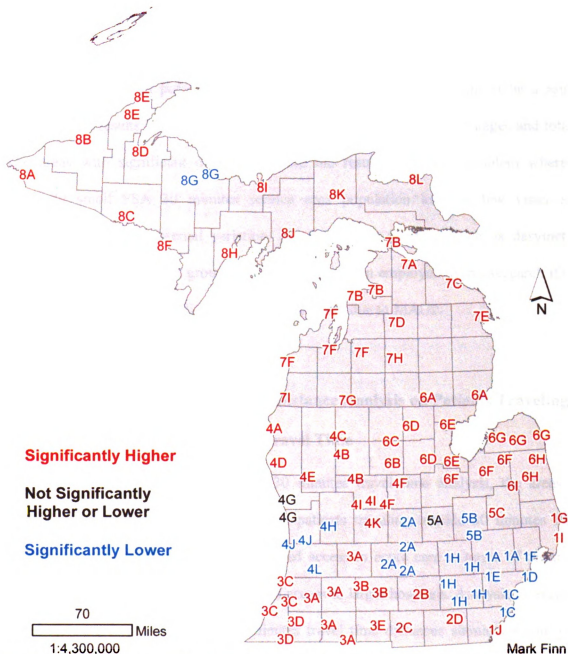 8E
8E
8B
8D
8A
8G 8G
8I
8L
8K
8C
8F
8H
8J
7B
7A
7B
7B
7C
N
7F
7D
7E
7F
7F
7F
7H
7I
7G
6A
6A
4A
4C
6C
6D
6E
6G 6G 6G
4D
4B
6B
6D
6E
6F
6F
6H
4E
4B
4F
6F
6I
6H
4G
4I 4I 4F
4G
4H
4K
2A
5A
5B
5C
1G
4J 4J
5B
1I
3A
2A
4L
2A 2A
1H
1H
1A 1A 1F
3C
3A
3B
3B
1H
1E
1D
3C
3C
3A
2B
1H
1H
1C
3D
3A
3E
2C
2D
1C
3D
3A
1J
Significantly Higher
Not Significantly
Higher or Lower
Significantly Lower
70
Miles
1:4,300,000
Mark Finn